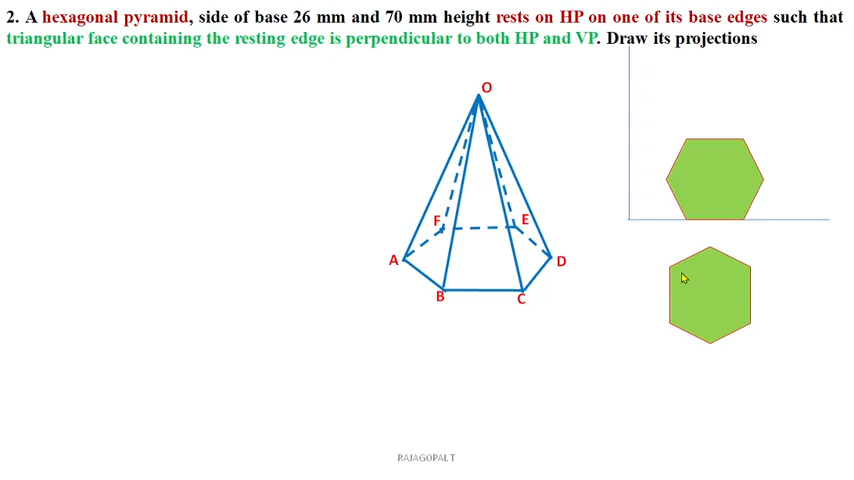 2. A hexagonal pyramid, side of base 26 mm and 70 mm height rests on HP on one of its base edges such that
triangular face containing the resting edge is perpendicular to both HP and VP. Draw its projections
O
F
E
A
D
B
C
RAJAGOPAL T